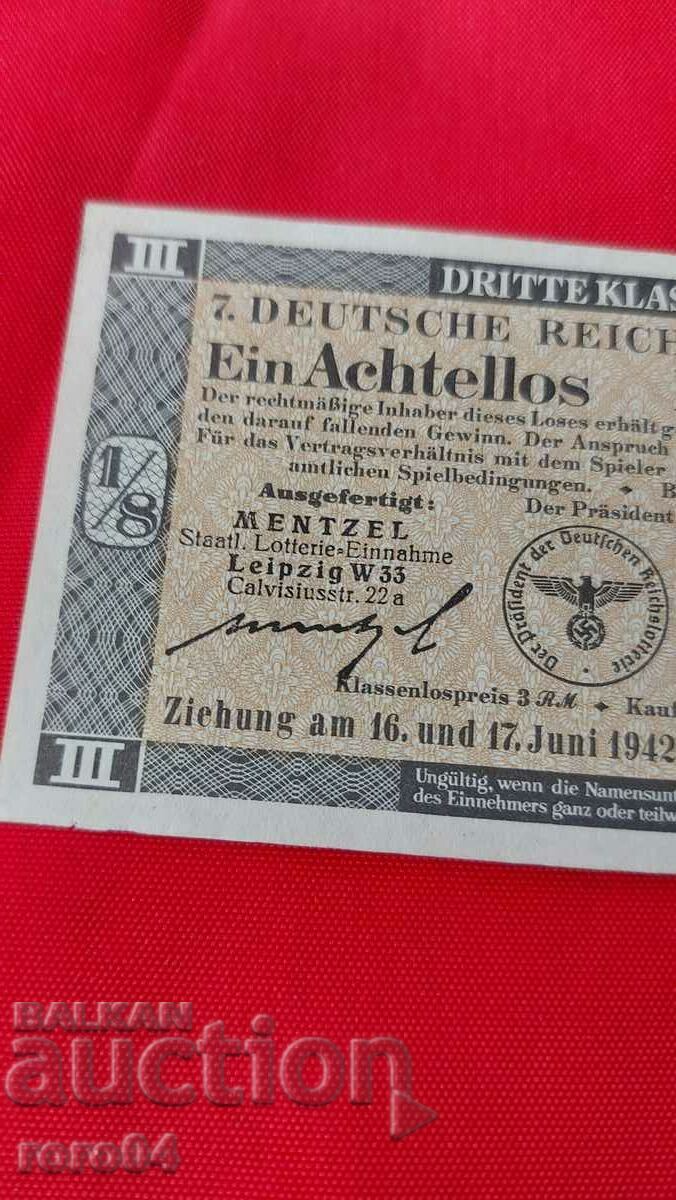 III
DRITTE KLAS
7. DEUTSCHE REICH
Ein Achtellos
Der rechtmäßige Inhaber dieses Loses erhält g
den darauf fallenden Gewinn. Der Anspruch
Für das Vertragsverhältnis mit dem Spieler
amtlichen Spielbedingungen. ✦ B
1/8
Ausgefertigt:
Der Präsident
MENTZEL
Staatl. Lotterie=Einnahme
Leipzig W 33
Calvisiusstr. 22 a
Der Präsident der Deutschen Reichslotterie
Klassenlospreis 3 RM ✦ Kauf
Ziehung am 16. und 17. Juni 1942
III
Ungültig, wenn die Namensunt
des Einnehmers ganz oder teilw
BALKAN
auction
roro04